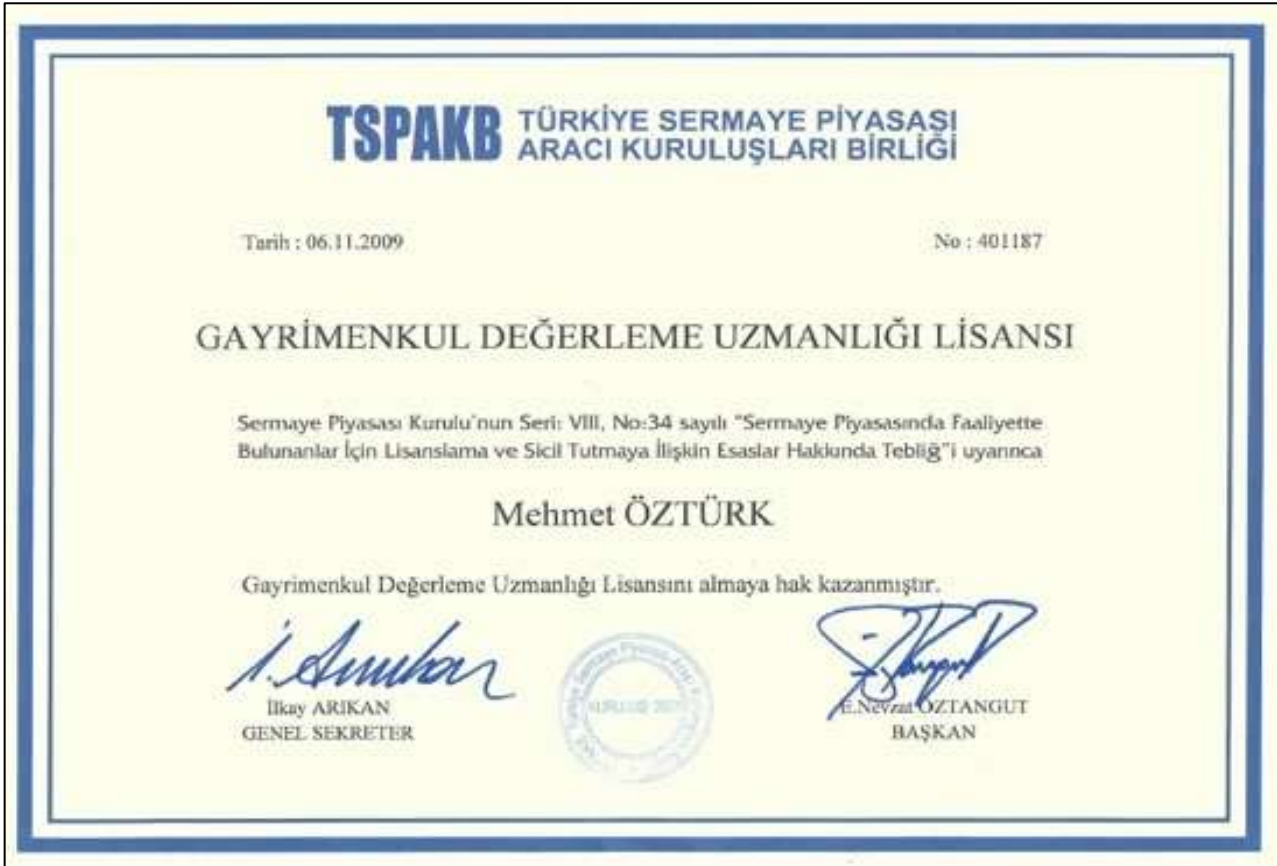 TSPAKB TÜRKİYE SERMAYE PİYASASI
ARACI KURULUŞLARI BİRLİĞİ
Tarih : 06.11.2009
No : 401187
GAYRİMENKUL DEĞERLEME UZMANLIĞI LİSANSI
Sermaye Piyasası Kurulu'nun Seri: VIII, No:34 sayılı "Sermaye Piyasasında Faaliyette
Bulunanlar İçin Lisanslama ve Sicil Tutmaya İlişkin Esaslar Hakkında Tebliğ"i uyarınca
Mehmet ÖZTÜRK
Gayrimenkul Değerleme Uzmanlığı Lisansını almaya hak kazanmıştır.
İlkay ARIKAN
GENEL SEKRETER
E.Nevzat ÖZTANGUT
BAŞKAN